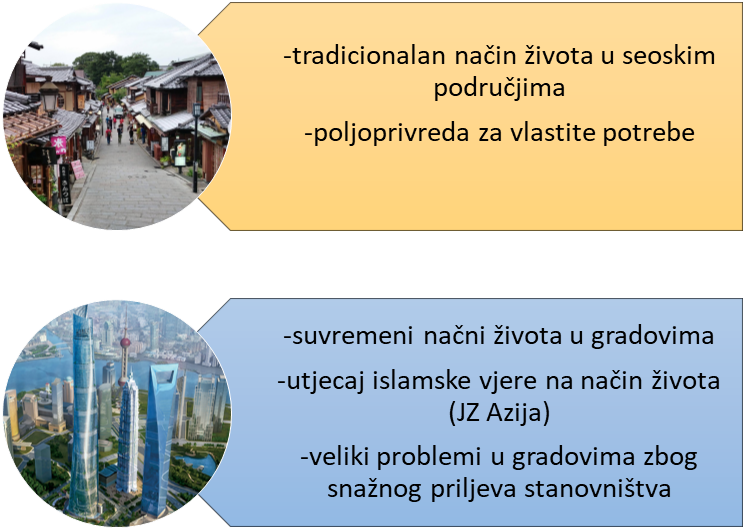 -tradicionalan način života u seoskim
područjima
-poljoprivreda za vlastite potrebe
-suvremeni načni života u gradovima
-utjecaj islamske vjere na način života
(JZ Azija)
-veliki problemi u gradovima zbog
snažnog priljeva stanovništva